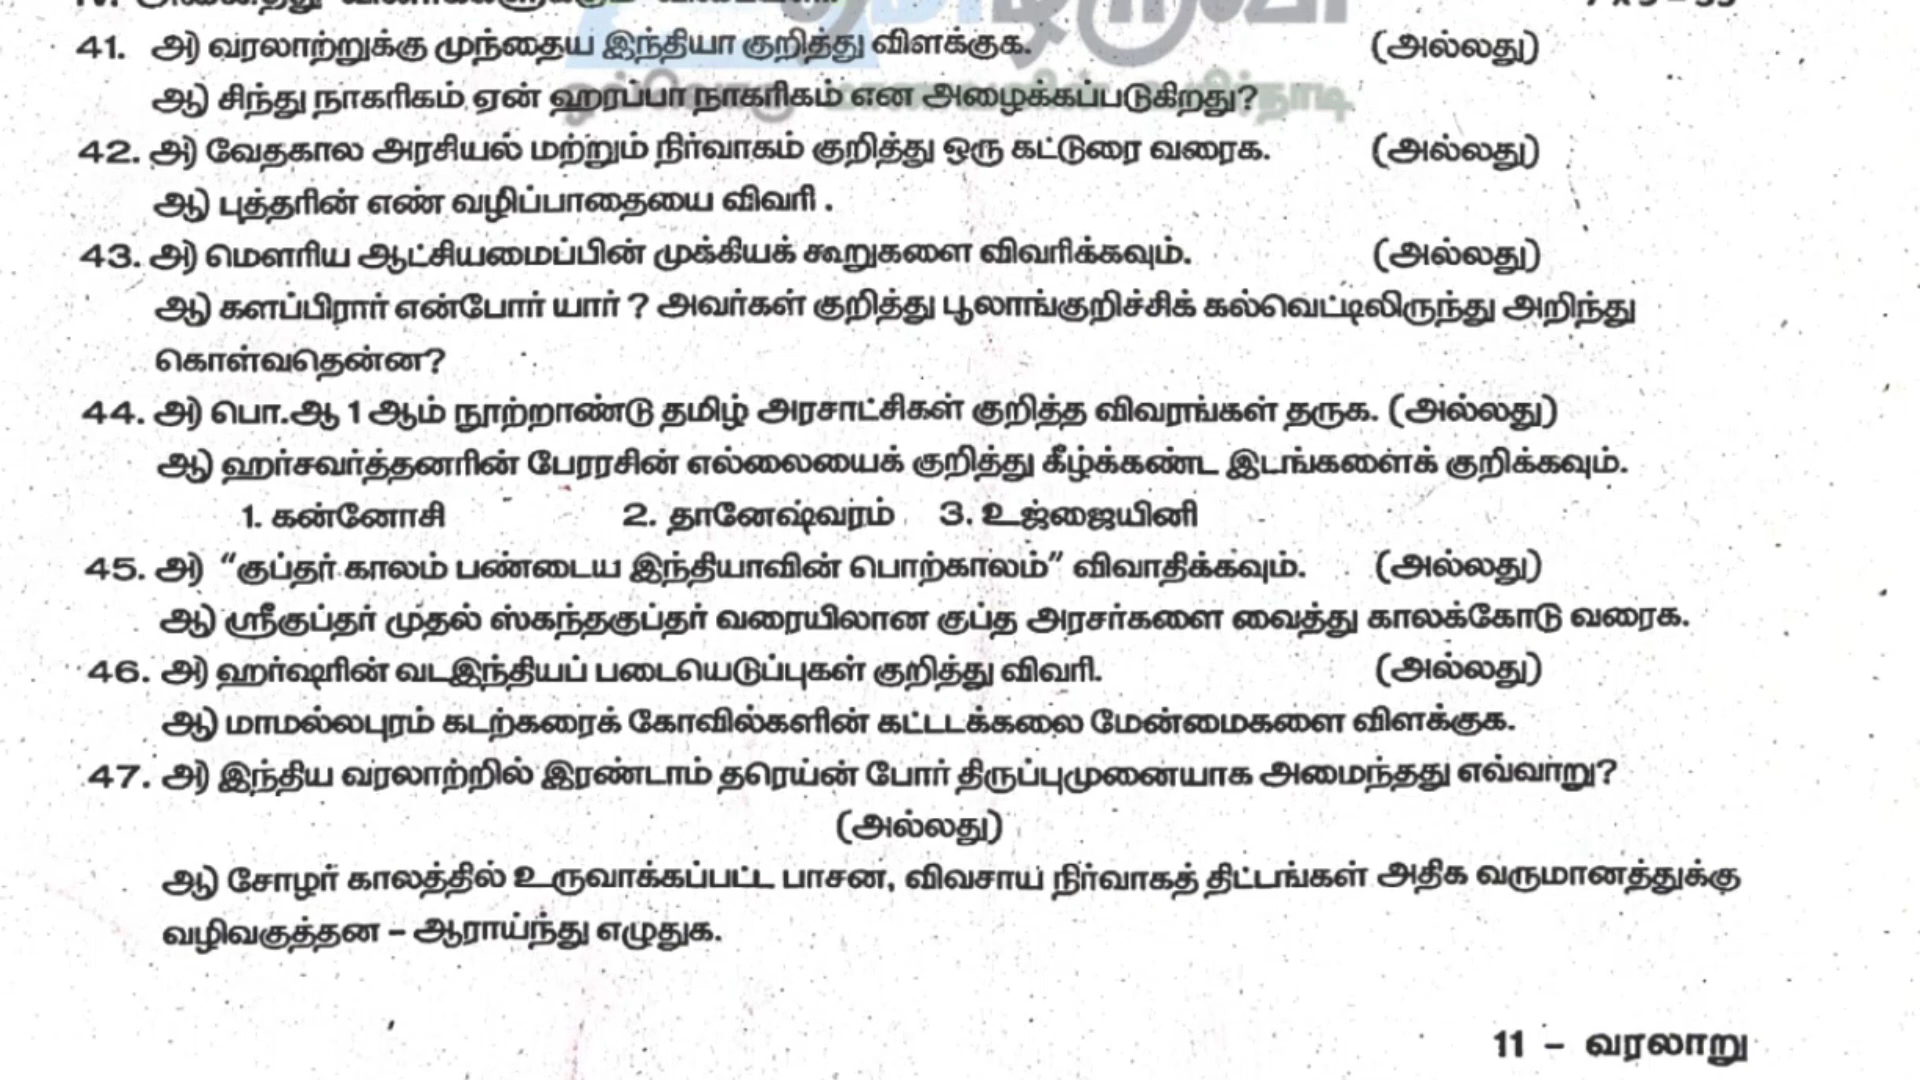 41. அ) வரலாற்றுக்கு முந்தைய இந்தியா குறித்து விளக்குக. (அல்லது)
ஆ) சிந்து நாகரிகம் ஏன் ஹரப்பா நாகரிகம் என அழைக்கப்படுகிறது?
42. அ) வேதகால அரசியல் மற்றும் நிர்வாகம் குறித்து ஒரு கட்டுரை வரைக. (அல்லது)
ஆ) புத்தரின் எண் வழிப்பாதையை விவரி .
43. அ) மௌரிய ஆட்சியமைப்பின் முக்கியக் கூறுகளை விவரிக்கவும். (அல்லது)
ஆ) களப்பிரார் என்போர் யார் ? அவர்கள் குறித்து பூலாங்குறிச்சிக் கல்வெட்டிலிருந்து அறிந்து
கொள்வதென்ன?
44. அ) பொ.ஆ 1 ஆம் நூற்றாண்டு தமிழ் அரசாட்சிகள் குறித்த விவரங்கள் தருக. (அல்லது)
ஆ) ஹர்சவர்த்தனரின் பேரரசின் எல்லையைக் குறித்து கீழ்க்கண்ட இடங்களைக் குறிக்கவும்.
1. கன்னோசி 2. தானேஷ்வரம் 3. உஜ்ஜையினி
45. அ) “குப்தர் காலம் பண்டைய இந்தியாவின் பொற்காலம்” விவாதிக்கவும். (அல்லது)
ஆ) ஸ்ரீகுப்தர் முதல் ஸ்கந்தகுப்தர் வரையிலான குப்த அரசர்களை வைத்து காலக்கோடு வரைக.
46. அ) ஹர்ஷரின் வடஇந்தியப் படையெடுப்புகள் குறித்து விவரி. (அல்லது)
ஆ) மாமல்லபுரம் கடற்கரைக் கோவில்களின் கட்டடக்கலை மேன்மைகளை விளக்குக.
47. அ) இந்திய வரலாற்றில் இரண்டாம் தரெய்ன் போர் திருப்புமுனையாக அமைந்தது எவ்வாறு?
(அல்லது)
ஆ) சோழர் காலத்தில் உருவாக்கப்பட்ட பாசன, விவசாய நிர்வாகத் திட்டங்கள் அதிக வருமானத்துக்கு
வழிவகுத்தன – ஆராய்ந்து எழுதுக.
11 – வரலாறு